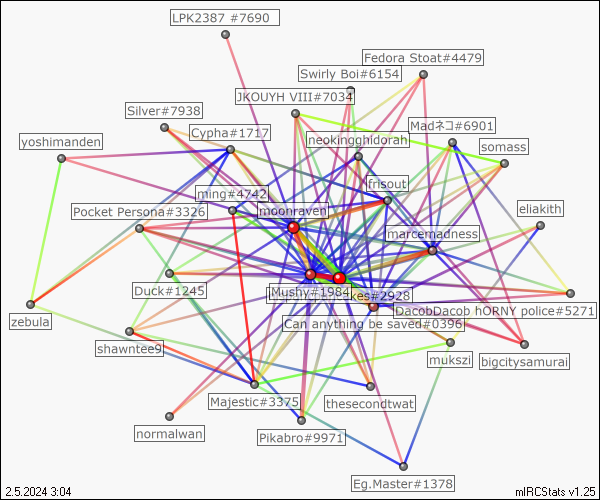 LPK2387 #7690
Fedora Stoat#4479
Swirly Boi#6154
JKOUYH VIII#7034
Silver#7938
Madネコ#6901
Cypha#1717
neokingghidorah
yoshimanden
somass
frisout
ming#4742
moonraven
Pocket Persona#3326
eliakith
marcemadness
Duck#1245
Mushy#1984
kes#2928
DacobDacob hORNY police#5271
zebula
Can anything be saved#0396
shawntee9
mukszi
bigcitysamurai
Majestic#3375
thesecondtwat
normalwan
Pikabro#9971
Eg.Master#1378
2.5.2024 3:04
mIRCStats v1.25